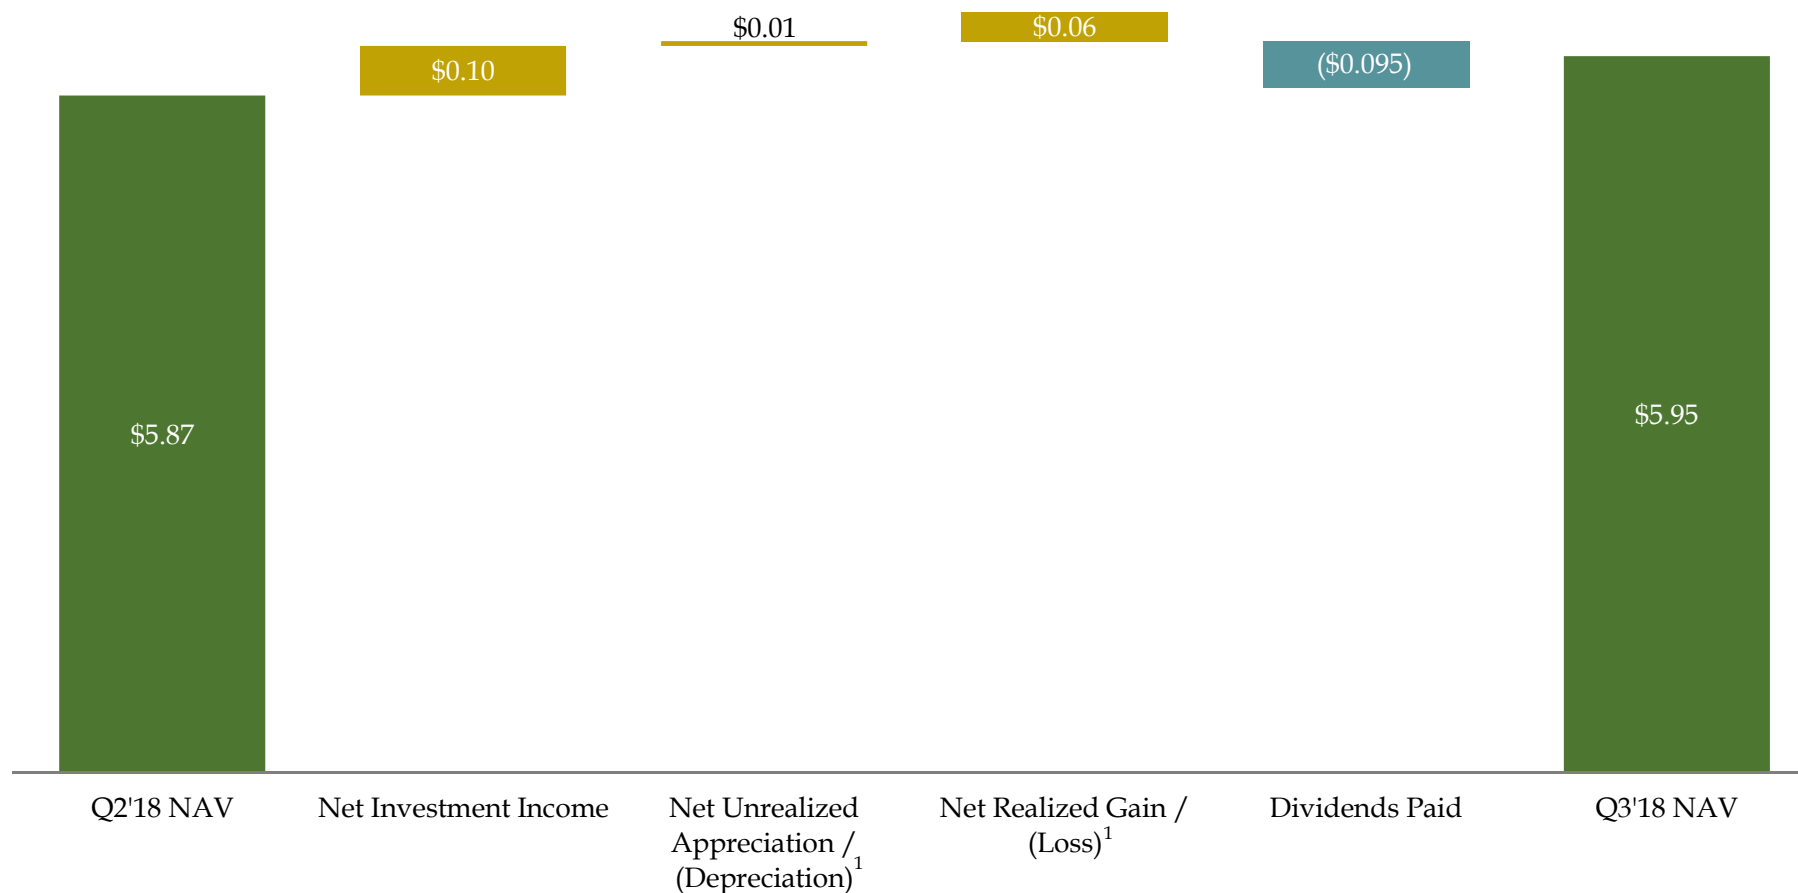 $0.01
$0.06
$0.10
($0.095)
$5.87
$5.95
Q2'18 NAV
Net Investment Income
Net Unrealized
Appreciation /
(Depreciation)1
Net Realized Gain /
(Loss)1
Dividends Paid
Q3'18 NAV